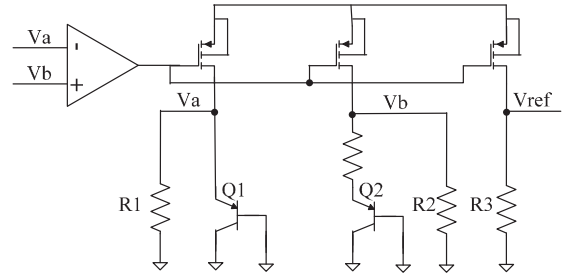 Va
-
Vb
+
Va
Vb
Vref
Q1
Q2
R1
R2
R3